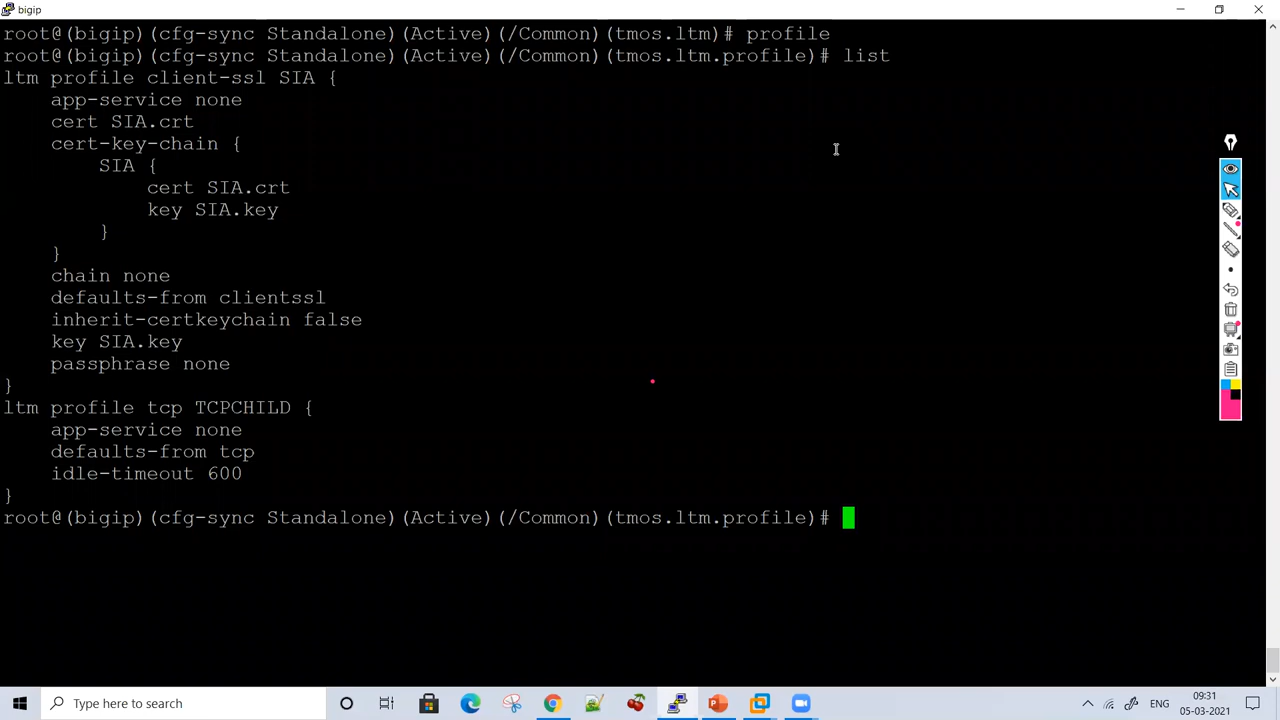 bigip
root@(bigip)(cfg-sync Standalone)(Active)(/Common)(tmos.ltm)# profile
root@(bigip)(cfg-sync Standalone)(Active)(/Common)(tmos.ltm.profile)# list
ltm profile client-ssl SIA {
    app-service none
    cert SIA.crt
    cert-key-chain {
        SIA {
            cert SIA.crt
            key SIA.key
        }
    }
    chain none
    defaults-from clientssl
    inherit-certkeychain false
    key SIA.key
    passphrase none
}
ltm profile tcp TCPCHILD {
    app-service none
    defaults-from tcp
    idle-timeout 600
}
root@(bigip)(cfg-sync Standalone)(Active)(/Common)(tmos.ltm.profile)#
Type here to search
ENG
09:31
05-03-2021